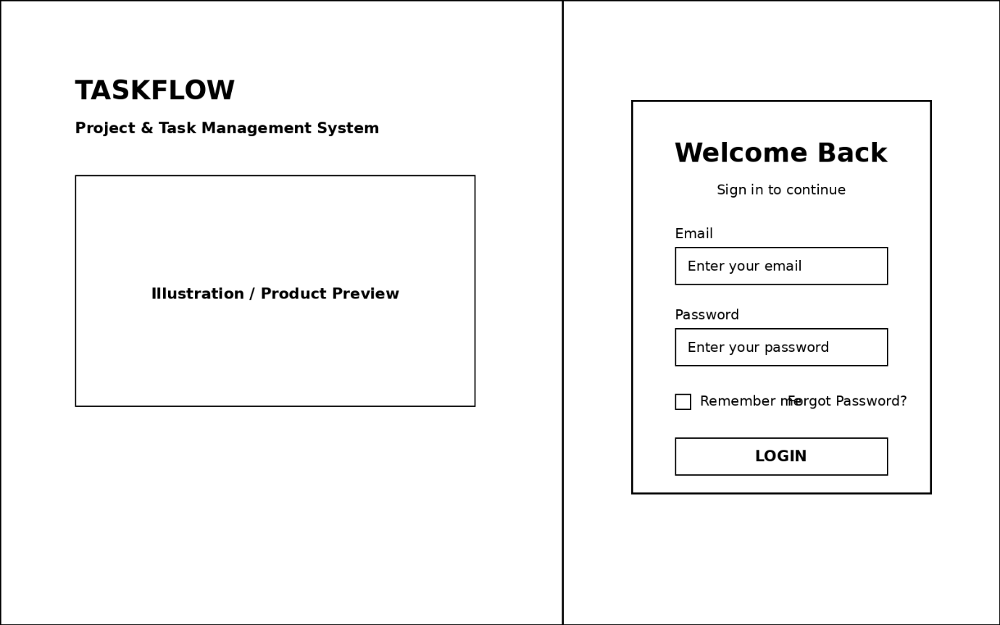 TASKFLOW
Project & Task Management System
Illustration / Product Preview
Welcome Back
Sign in to continue
Email
Enter your email
Password
Enter your password
Remember me Forgot Password?
LOGIN